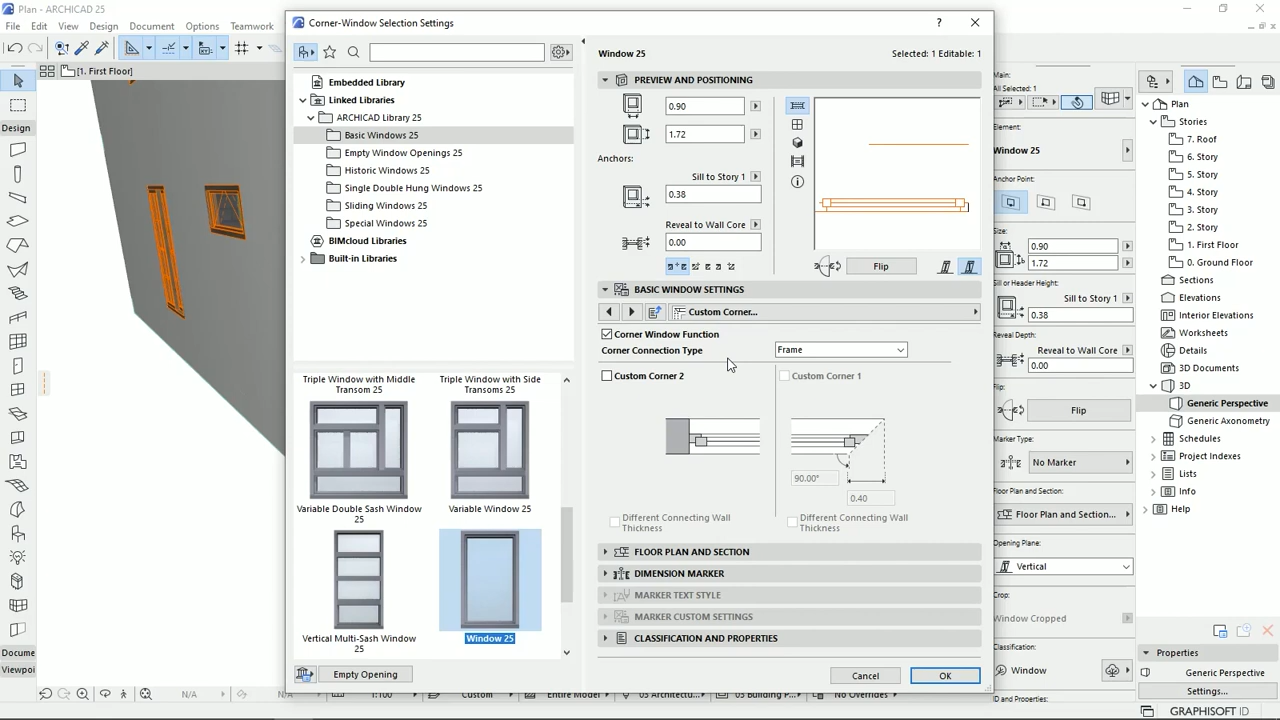 Plan - ARCHICAD 25
File Edit View Design Document Options Teamwork
[1. First Floor]
Design
Docume
Viewpoi
Corner-Window Selection Settings
?
Embedded Library
Linked Libraries
ARCHICAD Library 25
Basic Windows 25
Empty Window Openings 25
Historic Windows 25
Single Double Hung Windows 25
Sliding Windows 25
Special Windows 25
BIMcloud Libraries
Built-in Libraries
Triple Window with Middle Transom 25
Triple Window with Side Transoms 25
Variable Double Sash Window 25
Variable Window 25
Vertical Multi-Sash Window 25
Window 25
Empty Opening
Window 25
Selected: 1 Editable: 1
PREVIEW AND POSITIONING
0.90
1.72
Anchors:
Sill to Story 1
0.38
Reveal to Wall Core
0.00
Flip
BASIC WINDOW SETTINGS
Custom Corner...
Corner Window Function
Corner Connection Type
Frame
Custom Corner 2
Custom Corner 1
90.00°
0.40
Different Connecting Wall Thickness
Different Connecting Wall Thickness
FLOOR PLAN AND SECTION
DIMENSION MARKER
MARKER TEXT STYLE
MARKER CUSTOM SETTINGS
CLASSIFICATION AND PROPERTIES
Cancel
OK
N/A
N/A
1:100
Custom
Entire Model
03 Architectu...
03 Building P...
No Overrides
Main:
All Selected: 1
Element:
Window 25
Anchor Point:
Size:
0.90
1.72
Sill or Header Height:
Sill to Story 1
0.38
Reveal Depth:
Reveal to Wall Core
0.00
Flip:
Flip
Marker Type:
No Marker
Floor Plan and Section:
Floor Plan and Section...
Opening Plane:
Vertical
Crop:
Window Cropped
Classification:
Window
ID and Properties:
Plan
Stories
7. Roof
6. Story
5. Story
4. Story
3. Story
2. Story
1. First Floor
0. Ground Floor
Sections
Elevations
Interior Elevations
Worksheets
Details
3D Documents
3D
Generic Perspective
Generic Axonometry
Schedules
Project Indexes
Lists
Info
Help
Properties
Generic Perspective
Settings...
GRAPHISOFT ID